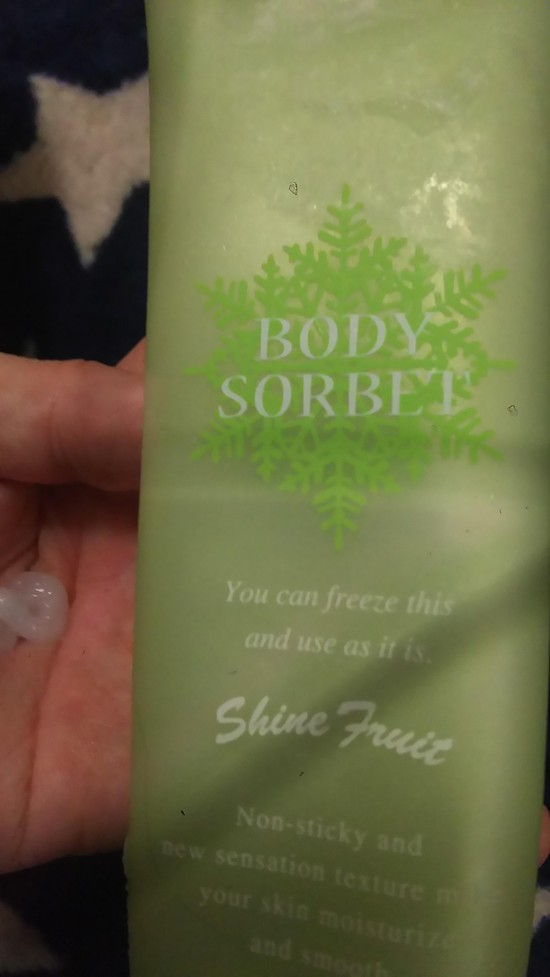 BODY
SORBET
You can freeze this
and use as it is.
Shine Fruit
Non-sticky and
new sensation texture
your skin moisturize
and smooth